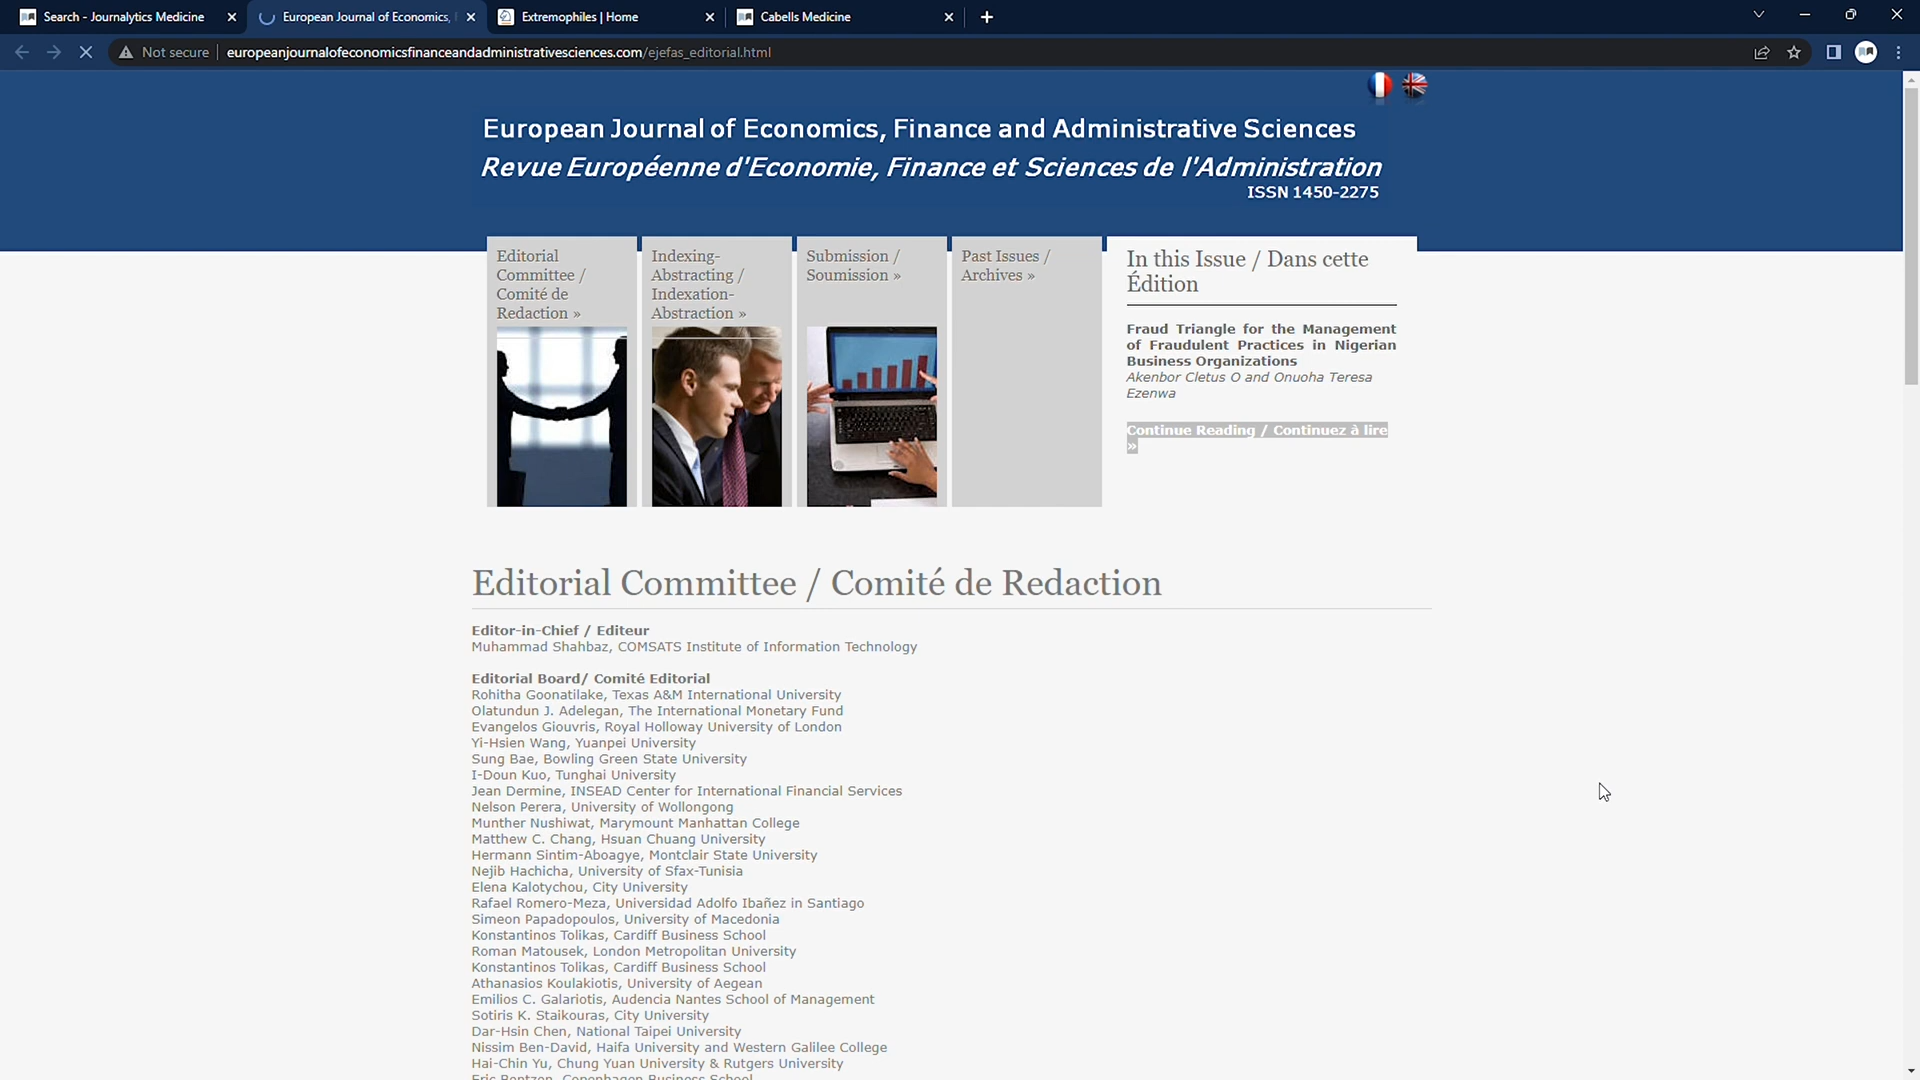 Search - Journalytics Medicine
European Journal of Economics,
Extremophiles | Home
Cabells Medicine
Not secure
europeanjournalofeconomicsfinanceandadministrativesciences.com/ejefas_editorial.html
European Journal of Economics, Finance and Administrative Sciences
Revue Européenne d'Economie, Finance et Sciences de l'Administration
ISSN 1450-2275
Editorial
Committee /
Comité de
Redaction »
Indexing-
Abstracting /
Indexation-
Abstraction »
Submission /
Soumission »
Past Issues /
Archives »
In this Issue / Dans cette
Édition
Fraud Triangle for the Management
of Fraudulent Practices in Nigerian
Business Organizations
Akenbor Cletus O and Onuoha Teresa
Ezenwa
Continue Reading / Continuez à lire
»
Editorial Committee / Comité de Redaction
Editor-in-Chief / Editeur
Muhammad Shahbaz, COMSATS Institute of Information Technology
Editorial Board/ Comité Editorial
Rohitha Goonatilake, Texas A&M International University
Olatundun J. Adelegan, The International Monetary Fund
Evangelos Giouvris, Royal Holloway University of London
Yi-Hsien Wang, Yuanpei University
Sung Bae, Bowling Green State University
I-Doun Kuo, Tunghai University
Jean Dermine, INSEAD Center for International Financial Services
Nelson Perera, University of Wollongong
Munther Nushiwat, Marymount Manhattan College
Matthew C. Chang, Hsuan Chuang University
Hermann Sintim-Aboagye, Montclair State University
Nejib Hachicha, University of Sfax-Tunisia
Elena Kalotychou, City University
Rafael Romero-Meza, Universidad Adolfo Ibañez in Santiago
Simeon Papadopoulos, University of Macedonia
Konstantinos Tolikas, Cardiff Business School
Roman Matousek, London Metropolitan University
Konstantinos Tolikas, Cardiff Business School
Athanasios Koulakiotis, University of Aegean
Emilios C. Galariotis, Audencia Nantes School of Management
Sotiris K. Staikouras, City University
Dar-Hsin Chen, National Taipei University
Nissim Ben-David, Haifa University and Western Galilee College
Hai-Chin Yu, Chung Yuan University & Rutgers University
Eric Bentzen, Copenhagen Business School